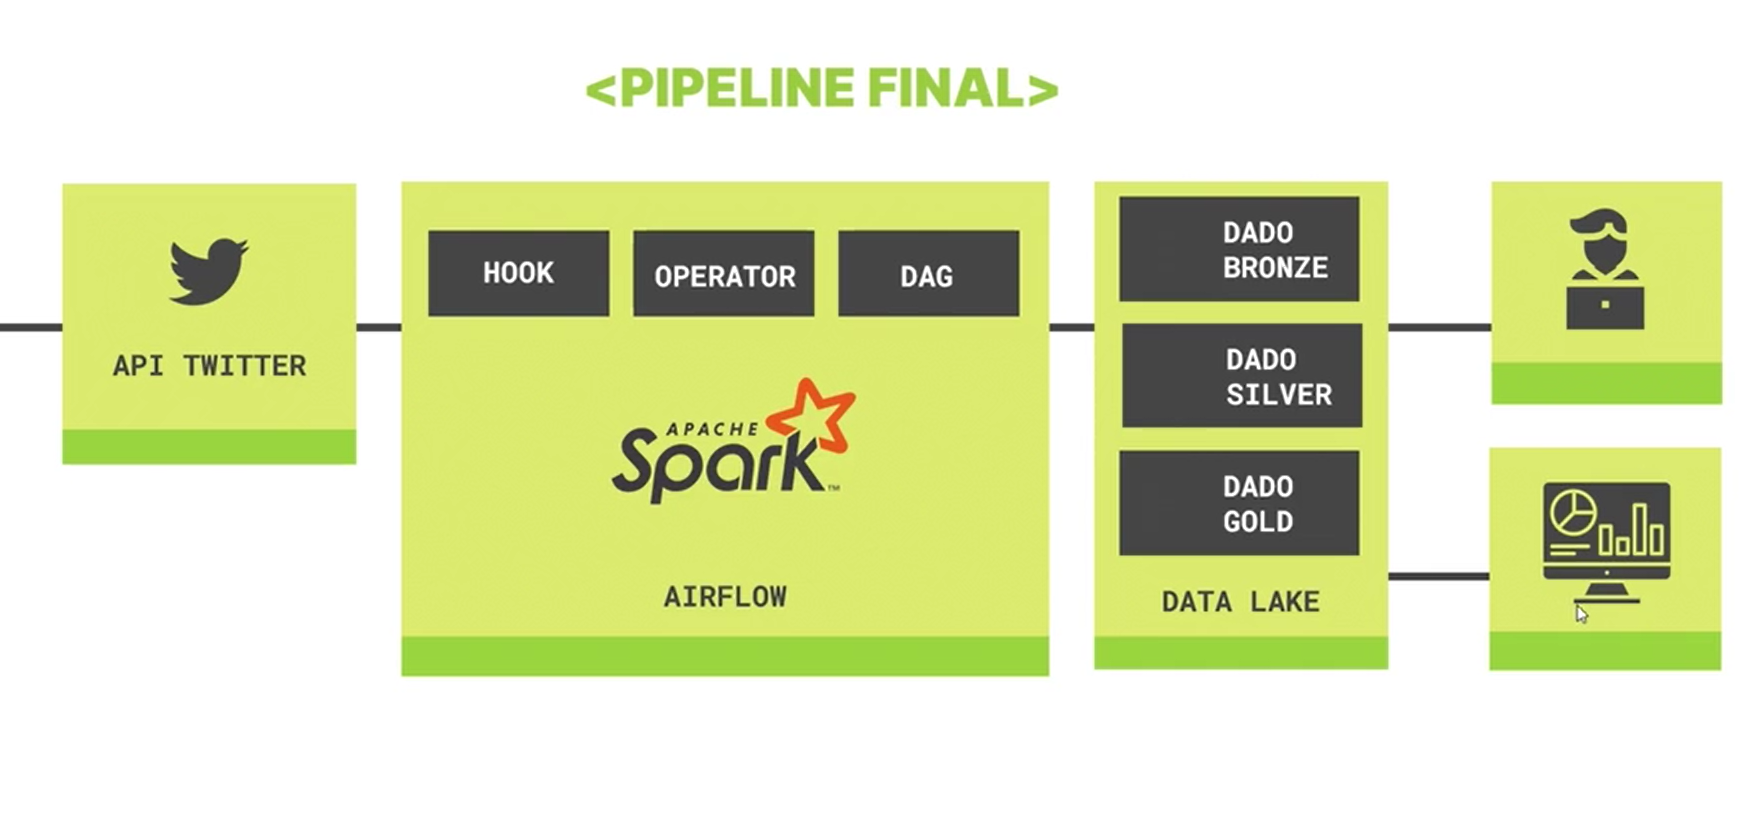 <PIPELINE FINAL>
API TWITTER
HOOK
OPERATOR
DAG
APACHE
Spark™
AIRFLOW
DADO
BRONZE
DADO
SILVER
DADO
GOLD
DATA LAKE